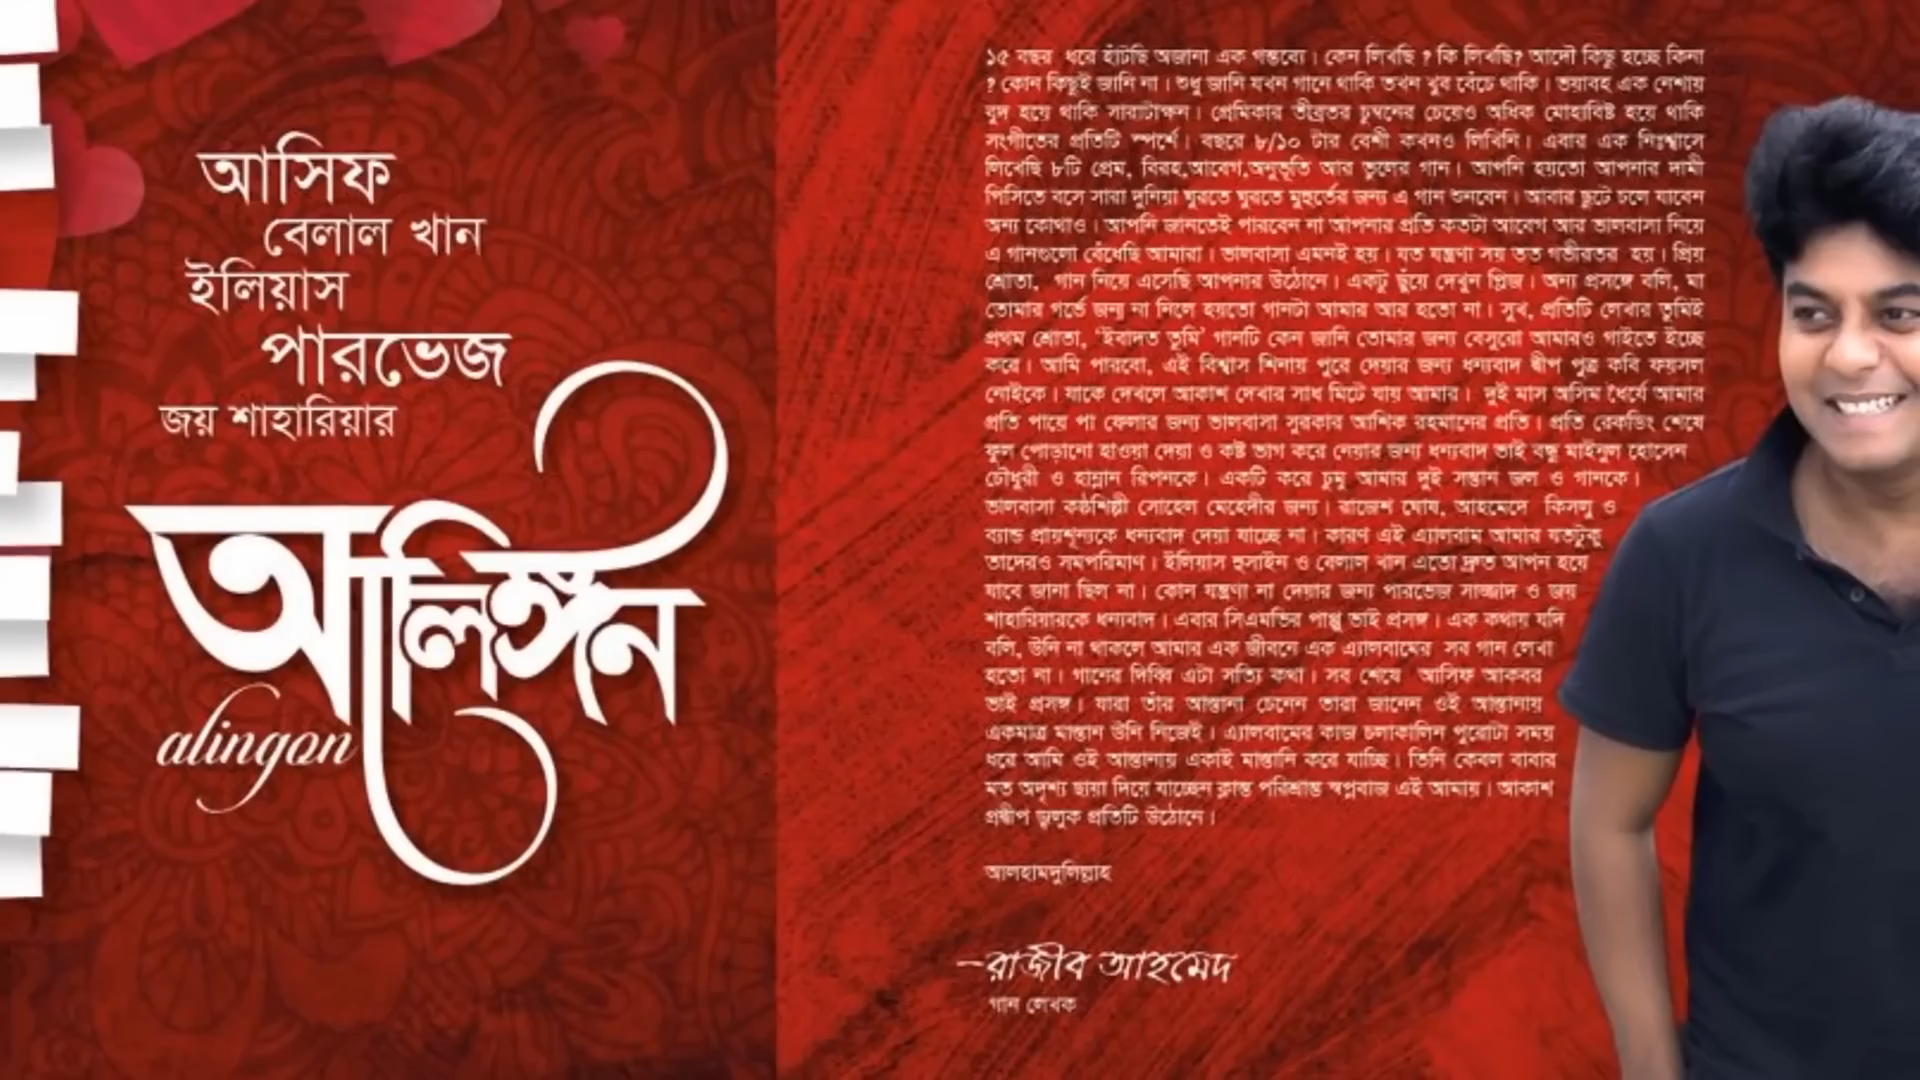 আসিফ
বেলাল খান
ইলিয়াস
পারভেজ
জয় শাহারিয়ার
আলিঙ্গন
alingon
১৫ বছর ধরে হাঁটছি অজানা এক গন্তব্যে। কেন লিখছি ? কি লিখছি? আদৌ কিছু হচ্ছে কিনা
? কোন কিছুই জানি না। শুধু জানি যখন গানে থাকি তখন খুব বেঁচে থাকি। ভয়াবহ এক নেশায়
বুদ হয়ে থাকি সারাটাক্ষন। প্রেমিকার তীব্রতর চুম্বনের চেয়েও অধিক মোহাবিষ্ট হয়ে থাকি
সংগীতের প্রতিটি স্পর্শে। বছরে ৮/১০ টার বেশী কখনও লিখিনি। এবার এক নিঃশ্বাসে
লিখেছি ৮টি প্রেম, বিরহ,আবেগ,অনুভূতি আর ভুলের গান। আপনি হয়তো আপনার দামী
পিসিতে বসে সারা দুনিয়া ঘুরতে ঘুরতে মুহুর্তের জন্য এ গান শুনবেন। আবার ছুটে চলে যাবেন
অন্য কোথাও। আপনি জানতেই পারবেন না আপনার প্রতি কতটা আবেগ আর ভালবাসা নিয়ে
এ গানগুলো বেঁধেছি আমারা। ভালবাসা এমনই হয়। যত যন্ত্রণা সয় তত গভীরতর হয়। প্রিয়
শ্রোতা, গান নিয়ে এসেছি আপনার উঠোনে। একটু ছুঁয়ে দেখুন প্লিজ। অন্য প্রসঙ্গে বলি, মা
তোমার গর্ভে জন্ম না নিলে হয়তো গানটা আমার আর হতো না। সুখ, প্রতিটি লেখার তুমিই
প্রথম শ্রোতা, ‘ইবাদত তুমি’ গানটি কেন জানি তোমার জন্য বেসুরো আমারও গাইতে ইচ্ছে
করে। আমি পারবো, এই বিশ্বাস শিনায় পুরে দেয়ার জন্য ধন্যবাদ দ্বীপ পুত্র কবি ফয়সল
নোইকে। যাকে দেখলে আকাশ দেখার সাধ মিটে যায় আমার। দুই মাস অসিম ধৈর্যে আমার
প্রতি পায়ে পা ফেলার জন্য ভালবাসা সুরকার আশিক রহমানের প্রতি। প্রতি রেকর্ডিং শেষে
ফুল পোড়ানো হাওয়া দেয়া ও কষ্ট ভাগ করে নেয়ার জন্য ধন্যবাদ ভাই বন্ধু মাইনুল হোসেন
চৌধুরী ও হান্নান রিপনকে। একটি করে চুমু আমার দুই সন্তান জল ও গানকে।
ভালবাসা কন্ঠশিল্পী সোহেল মেহেদীর জন্য। রাজেশ ঘোষ, আহমেদে কিসলু ও
ব্যান্ড প্রায়শূন্যকে ধন্যবাদ দেয়া যাচ্ছে না। কারণ এই এ্যালবাম আমার যতটুকু
তাদেরও সমপরিমাণ। ইলিয়াস হুসাইন ও বেলাল খান এতো দ্রুত আপন হয়ে
যাবে জানা ছিল না। কোন যন্ত্রণা না দেয়ার জন্য পারভেজ সাজ্জাদ ও জয়
শাহারিয়ারকে ধন্যবাদ। এবার সিএমভির পাপ্পু ভাই প্রসঙ্গ। এক কথায় যদি
বলি, উনি না থাকলে আমার এক জীবনে এক এ্যালবামের সব গান লেখা
হতো না। গানের দিব্বি এটা সত্যি কথা। সব শেষে আসিফ আকবর
ভাই প্রসঙ্গ। যারা তাঁর আস্তানা চেনেন তারা জানেন ওই আস্তানায়
একমাত্র মাস্তান উনি নিজেই। এ্যালবামের কাজ চলাকালিন পুরোটা সময়
ধরে আমি ওই আস্তানায় একাই মাস্তানি করে যাচ্ছি। তিনি কেবল বাবার
মত অদৃশ্য ছায়া দিয়ে যাচ্ছেন ক্লান্ত পরিশ্রান্ত স্বপ্নবাজ এই আমায়। আকাশ
প্রদ্বীপ জ্বলুক প্রতিটি উঠোনে।
আলহামদুলিল্লাহ
—রাজীব আহমেদ
গান লেখক